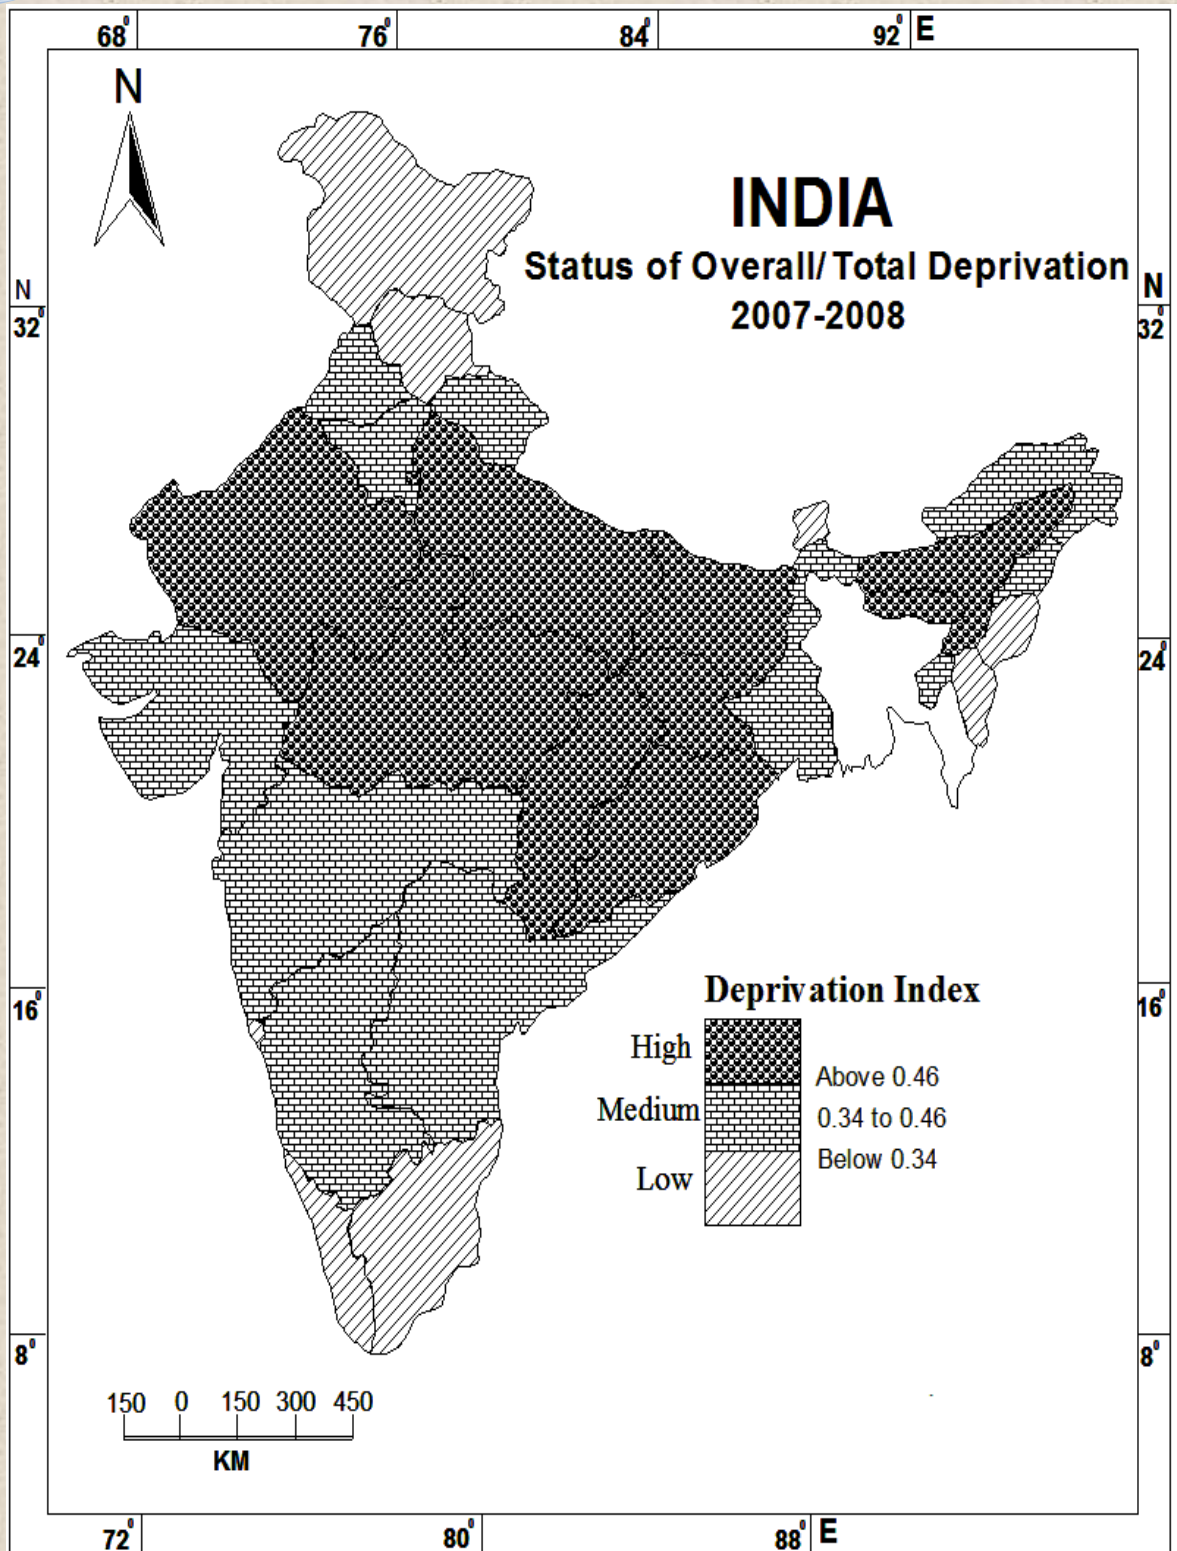 68° 76° 84° 92° E
N
INDIA
Status of Overall/ Total Deprivation
2007-2008
N N
32° 32°
24° 24°
16° 16°
Deprivation Index
High
Above 0.46
Medium
0.34 to 0.46
Below 0.34
Low
8° 8°
150 0 150 300 450
KM
72° 80° 88° E